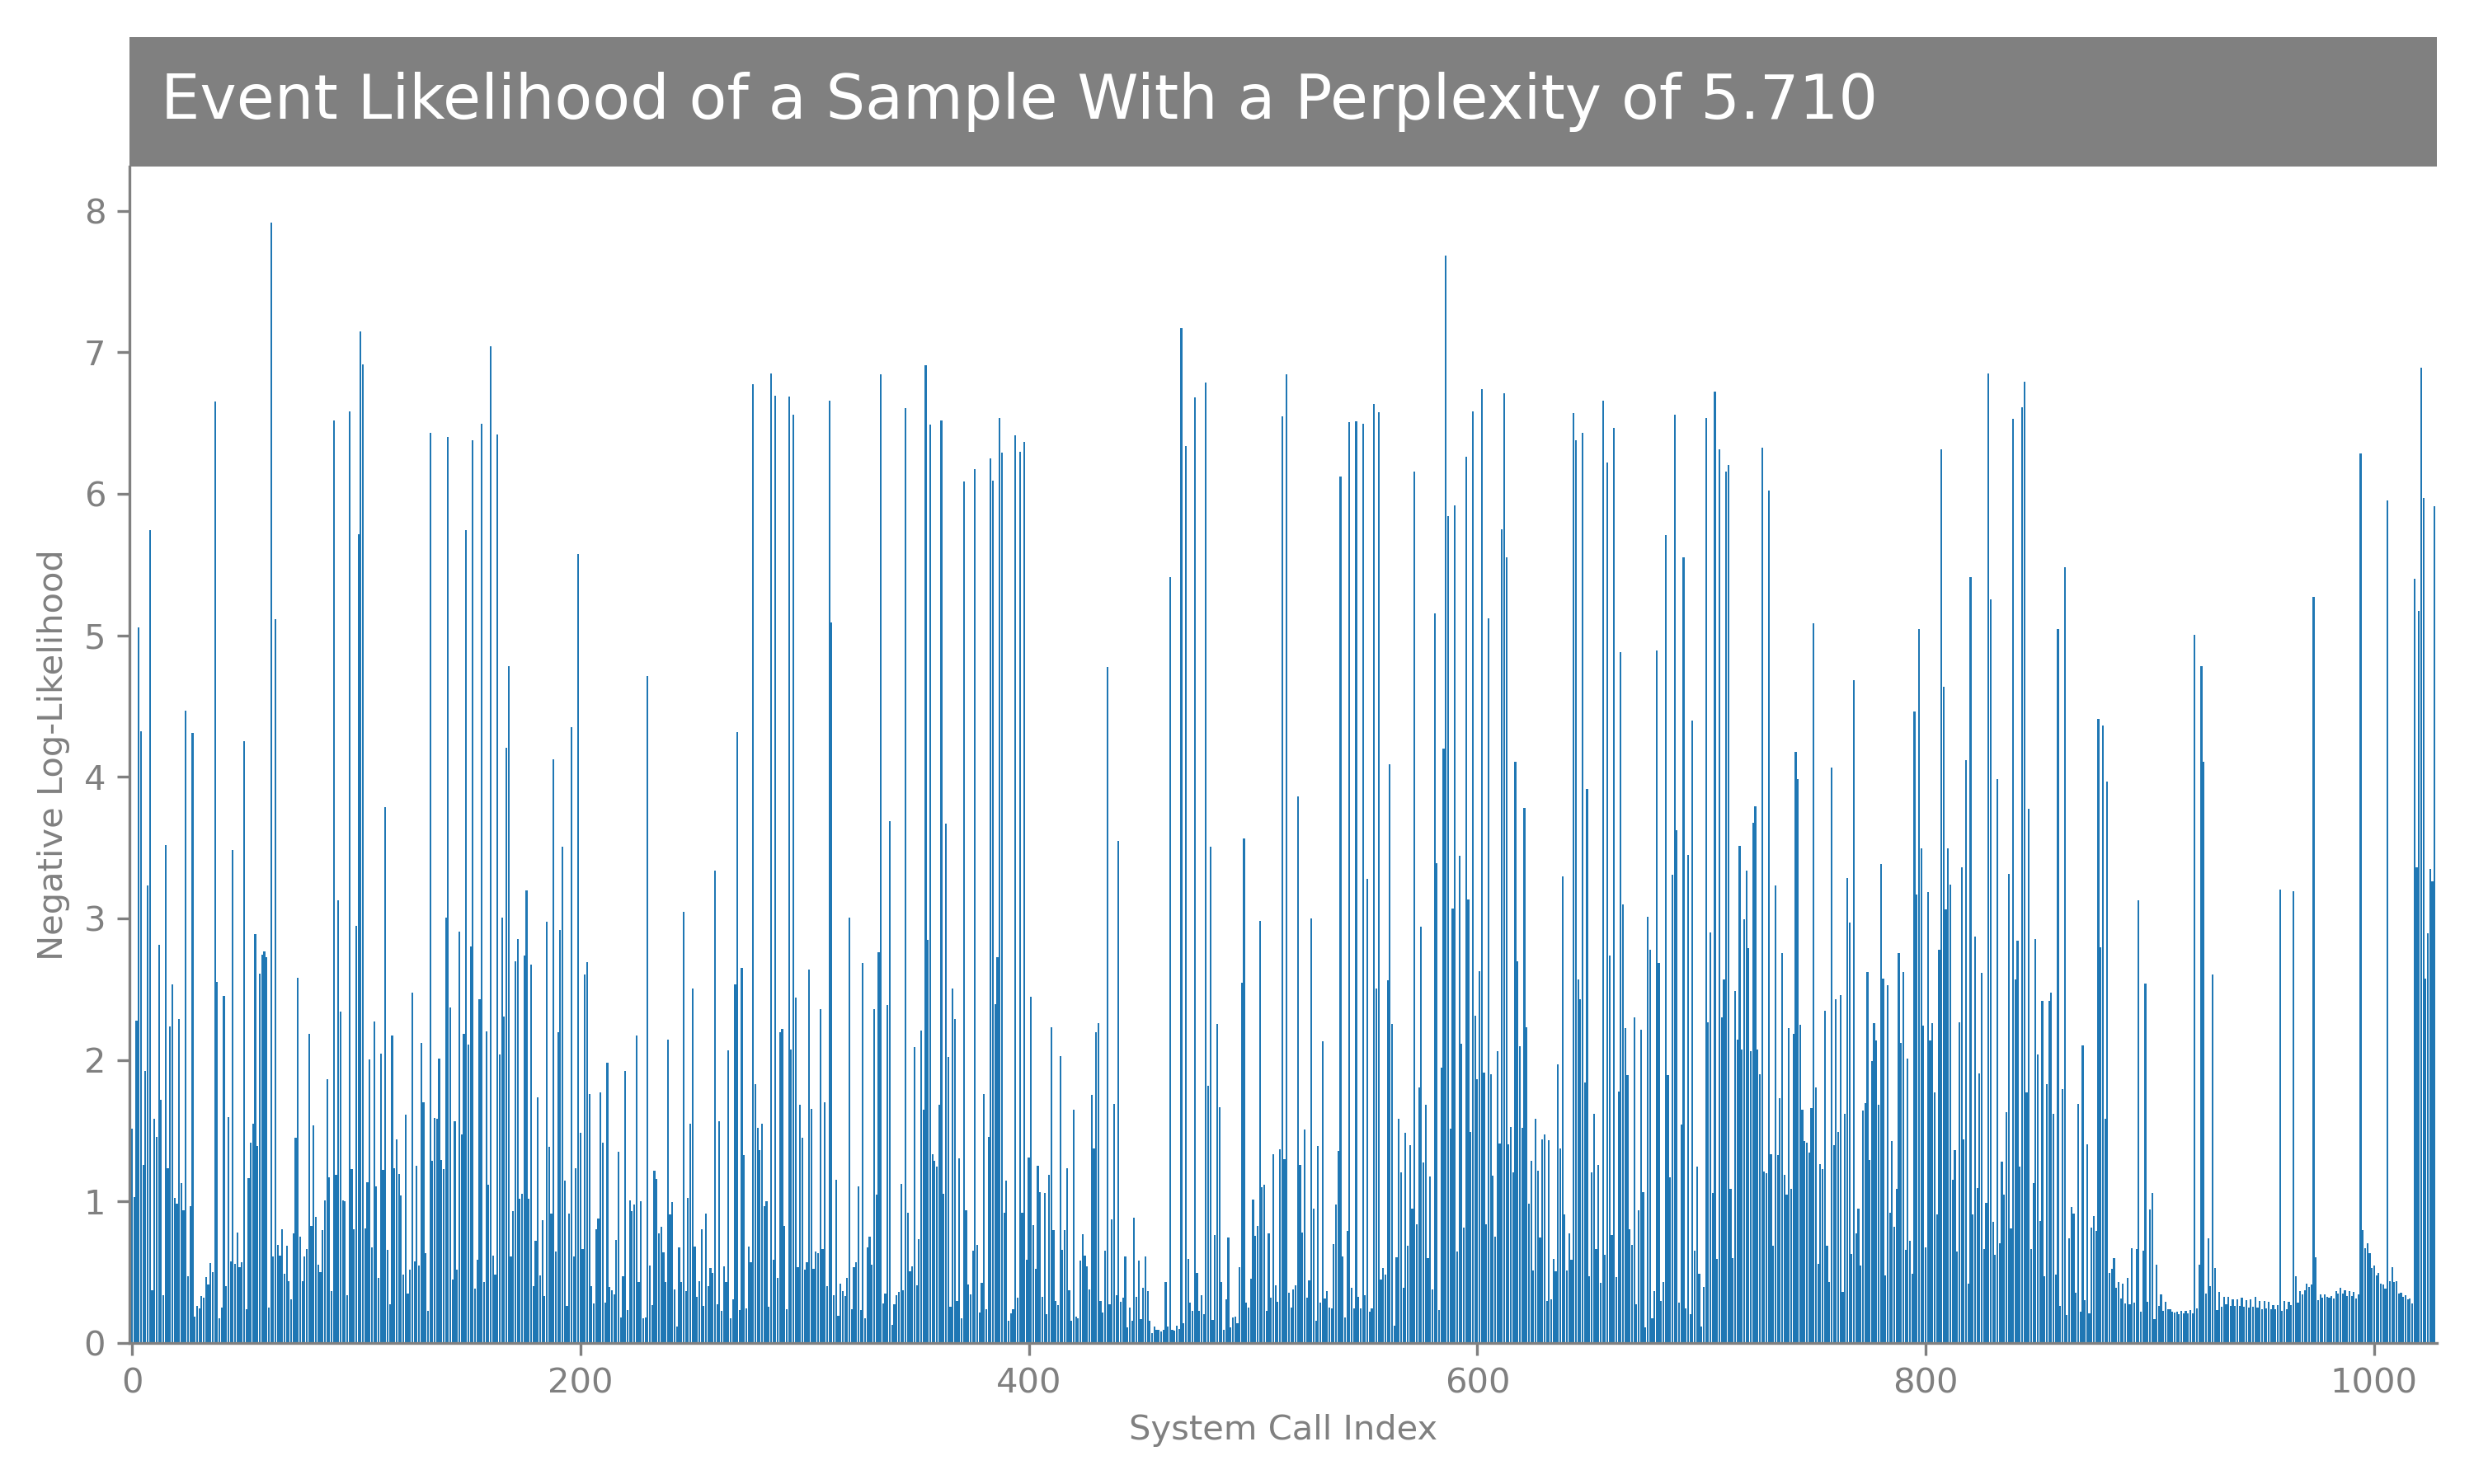 Event Likelihood of a Sample With a Perplexity of 5.710
8
7
6
5
4
3
2
1
0
Negative Log-Likelihood
0 200 400 600 800 1000
System Call Index